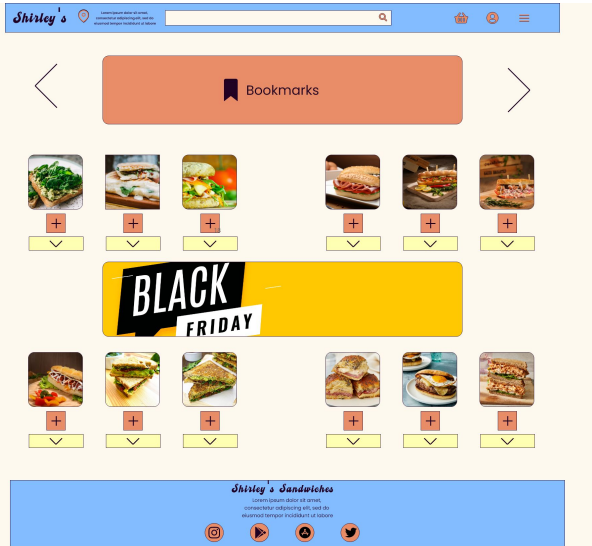 Shirley's
Lorem ipsum dolor sit amet,
consectetur adipiscing elit, sed do
eiusmod tempor incididunt ut labore
Bookmarks
BLACK
FRIDAY
Shirley's Sandwiches
Lorem ipsum dolor sit amet,
consectetur adipiscing elit, sed do
eiusmod tempor incididunt ut labore